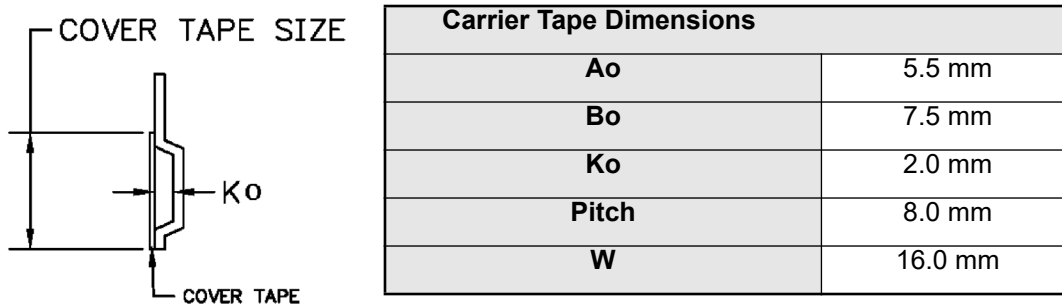 COVER TAPE SIZE
Ko
COVER TAPE
Carrier Tape Dimensions
Ao 5.5 mm
Bo 7.5 mm
Ko 2.0 mm
Pitch 8.0 mm
W 16.0 mm